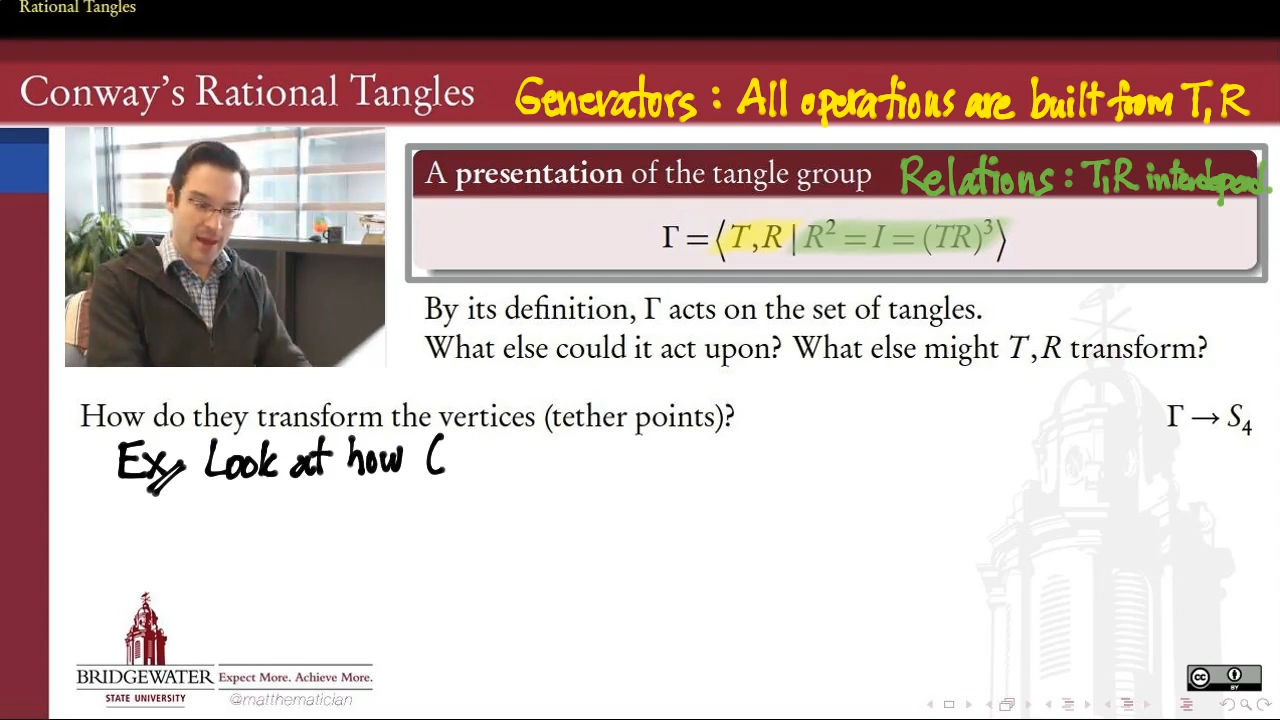 Rational Tangles
Conway's Rational Tangles
Generators : All operations are built from T, R
A presentation of the tangle group
Relations : T, R interdepend.
Γ = ⟨T, R | R² = I = (TR)³⟩
By its definition, Γ acts on the set of tangles.
What else could it act upon? What else might T, R transform?
How do they transform the vertices (tether points)?
Γ → S₄
Ex, Look at how (
BRIDGEWATER
STATE UNIVERSITY
Expect More. Achieve More.
@matthematician
cc
BY